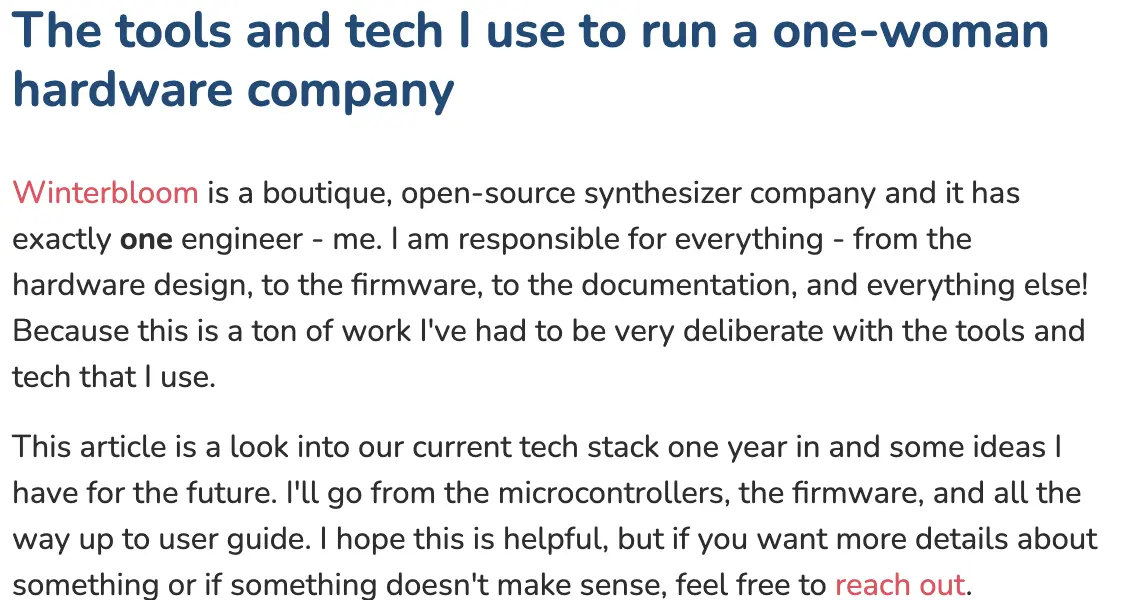 The tools and tech I use to run a one-woman
hardware company
Winterbloom is a boutique, open-source synthesizer company and it has
exactly one engineer - me. I am responsible for everything - from the
hardware design, to the firmware, to the documentation, and everything else!
Because this is a ton of work I've had to be very deliberate with the tools and
tech that I use.
This article is a look into our current tech stack one year in and some ideas I
have for the future. I'll go from the microcontrollers, the firmware, and all the
way up to user guide. I hope this is helpful, but if you want more details about
something or if something doesn't make sense, feel free to reach out.